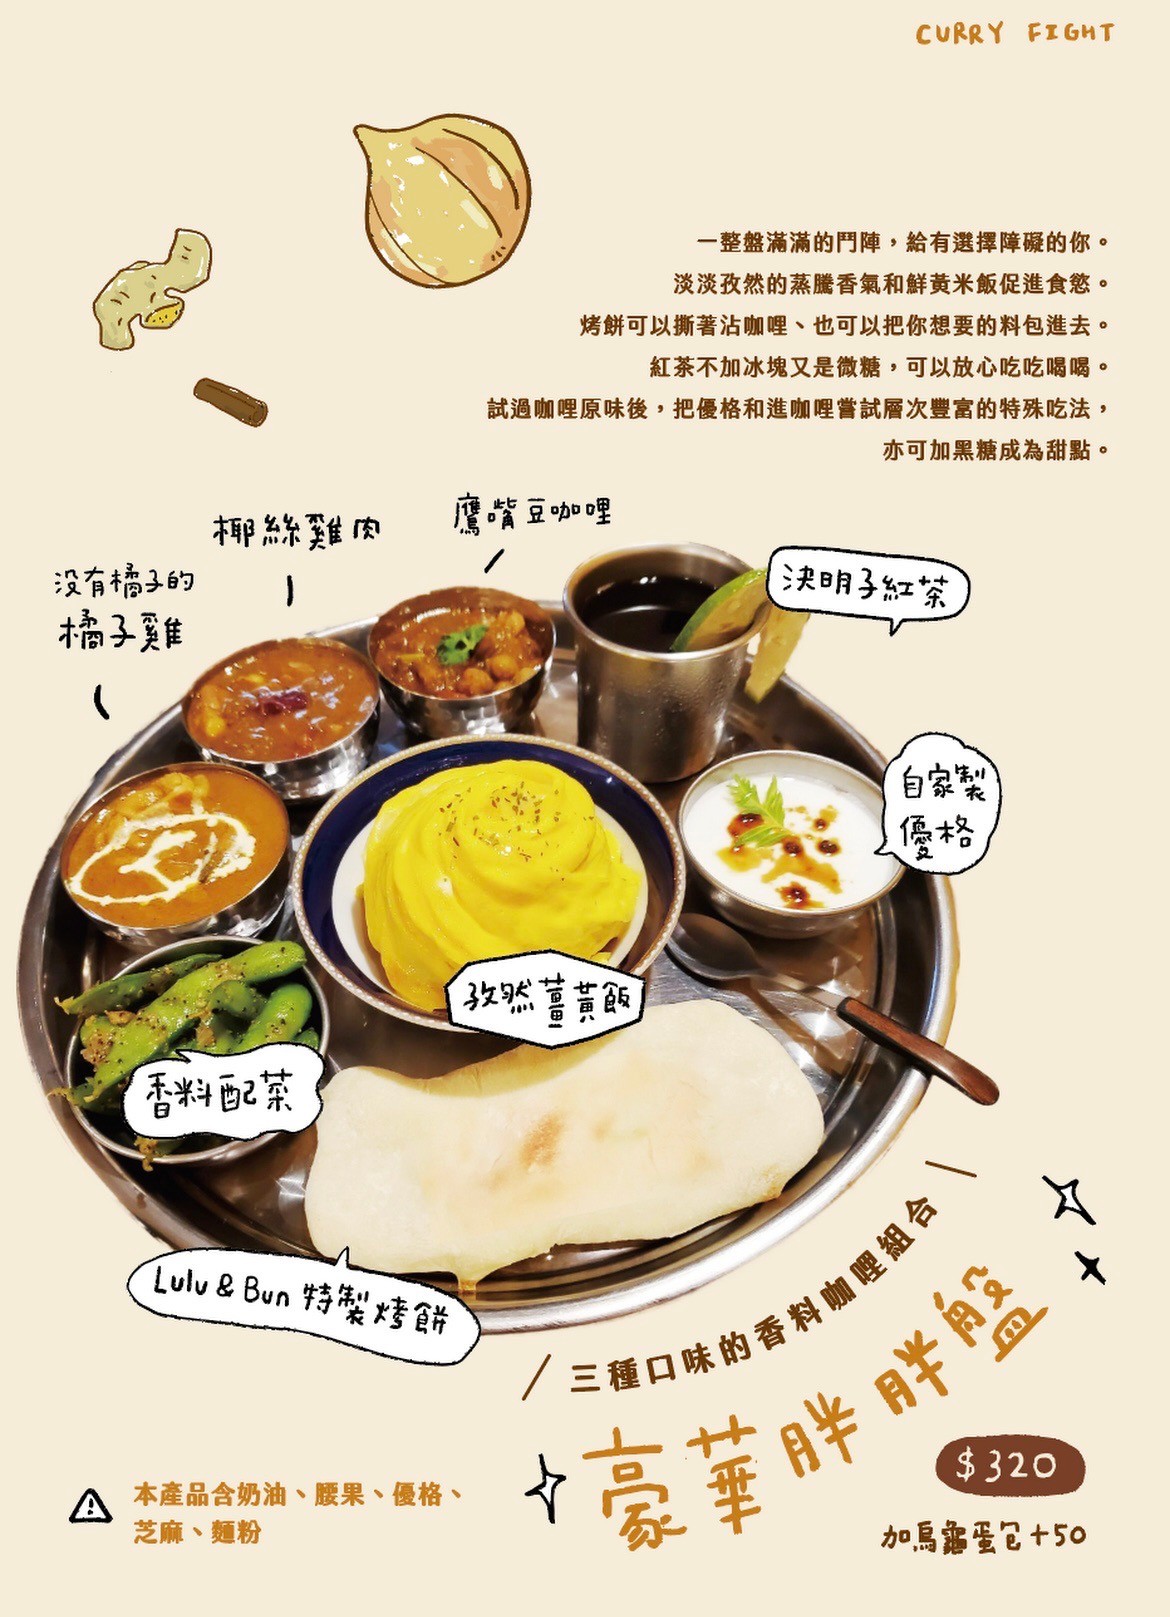 CURRY FIGHT
一整盤滿滿的鬥陣，給有選擇障礙的你。
淡淡孜然的蒸騰香氣和鮮黃米飯促進食慾。
烤餅可以撕著沾咖哩、也可以把你想要的料包進去。
紅茶不加冰塊又是微糖，可以放心吃吃喝喝。
試過咖哩原味後，把優格和進咖哩嘗試層次豐富的特殊吃法，
亦可加黑糖成為甜點。
鷹嘴豆咖哩
椰絲雞肉
没有橘子的
橘子雞
決明子紅茶
自家製
優格
孜然薑黃飯
香料配菜
Lulu & Bun 特製烤餅
三種口味的香料咖哩組合
豪華胖胖盤
$320
加烏龜蛋包+50
本產品含奶油、腰果、優格、
芝麻、麵粉